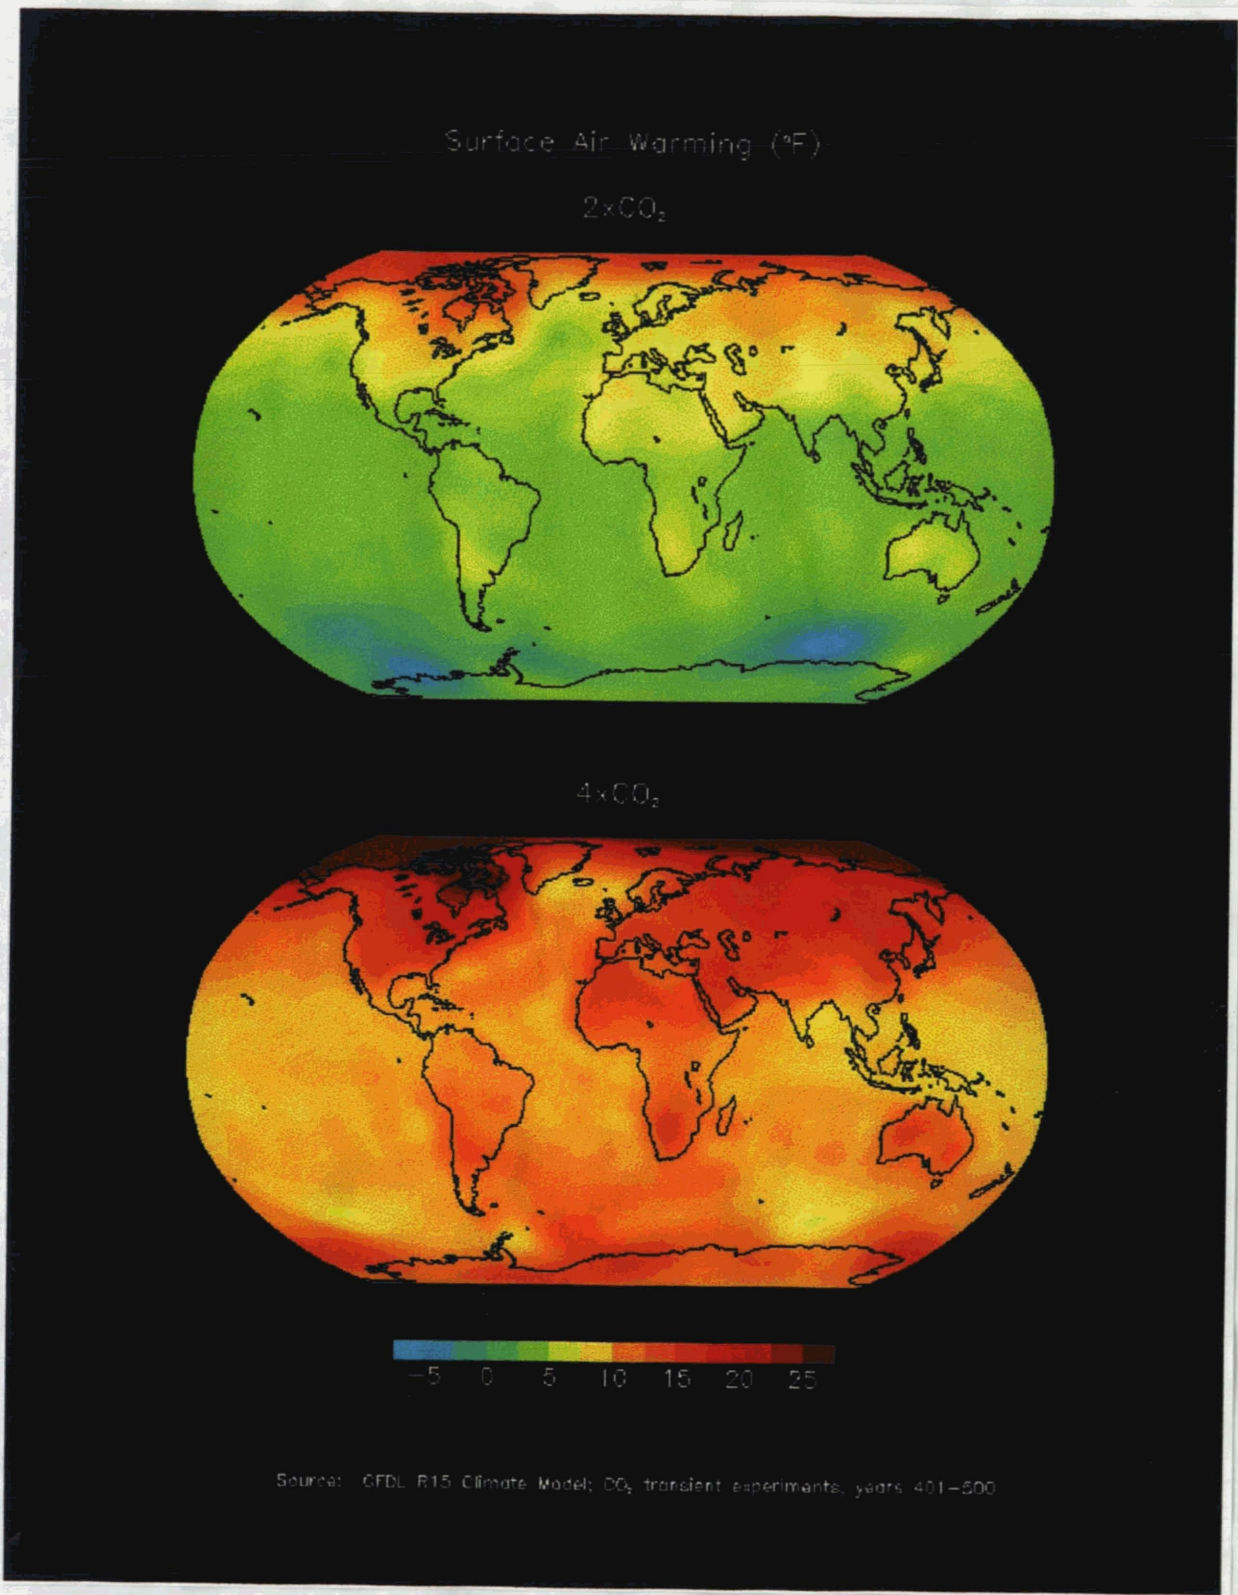 Surface Air Warming (°F)
2×CO₂
4×CO₂
-5 0 5 10 15 20 25
Source: GFDL R15 Climate Model; CO₂ transient experiments, years 401-500